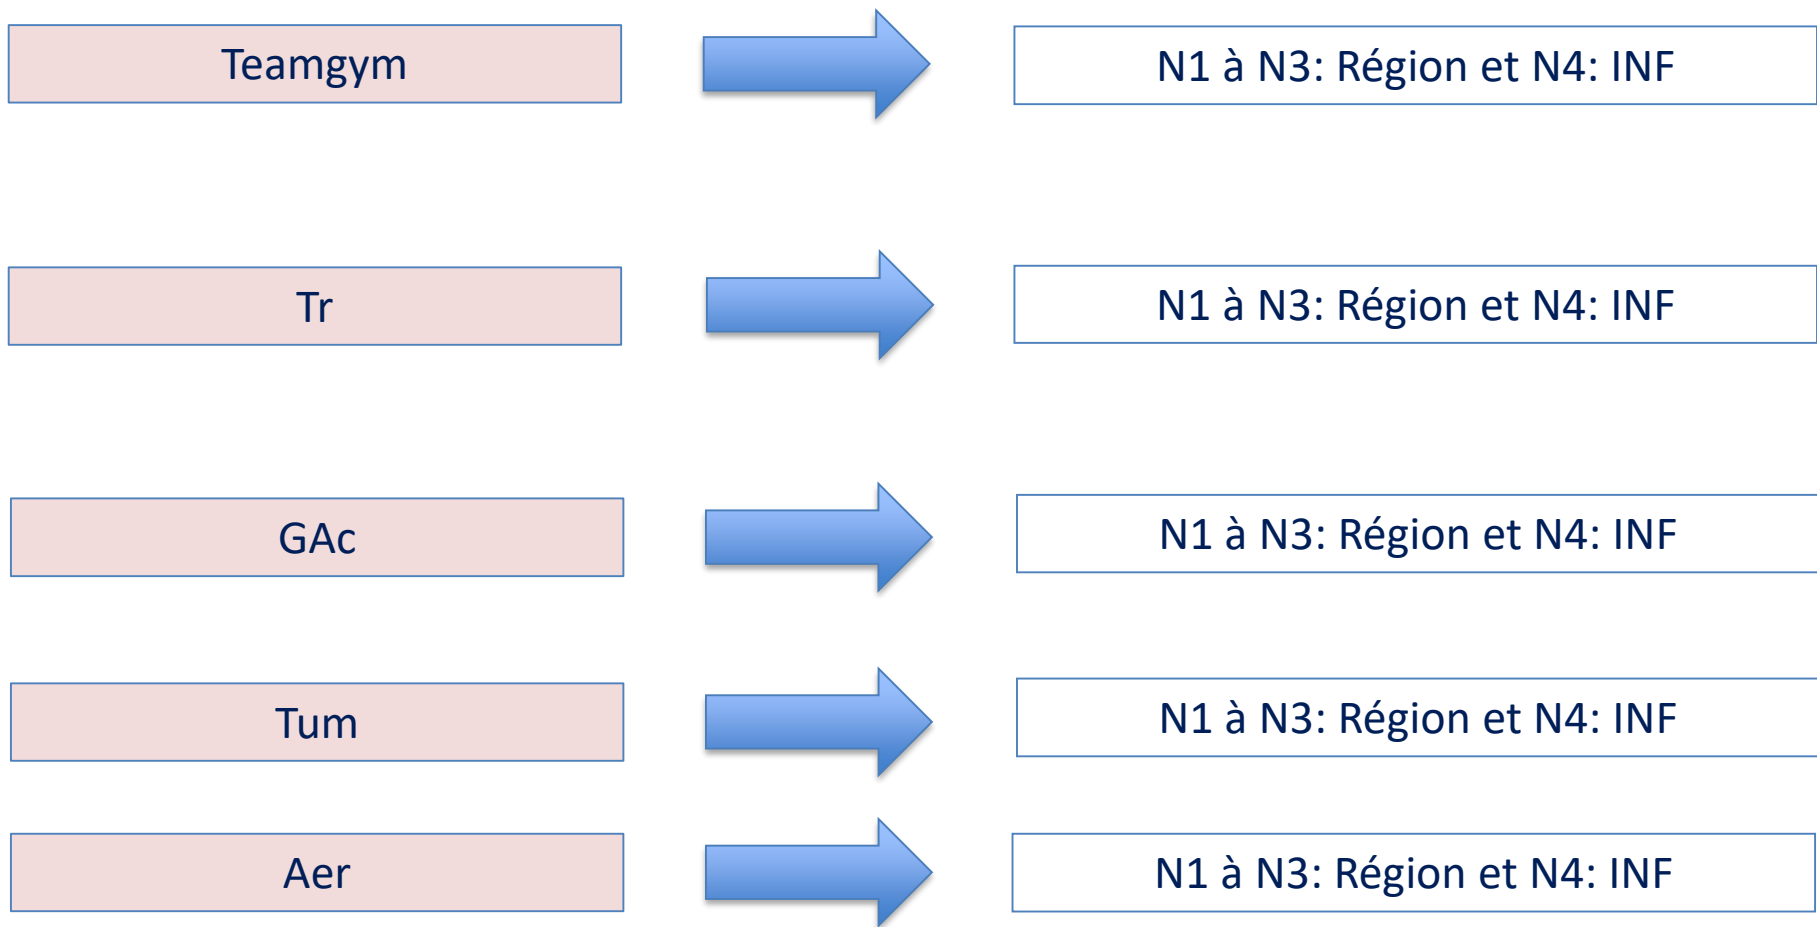 Teamgym
N1 à N3: Région et N4: INF
Tr
N1 à N3: Région et N4: INF
GAc
N1 à N3: Région et N4: INF
Tum
N1 à N3: Région et N4: INF
Aer
N1 à N3: Région et N4: INF